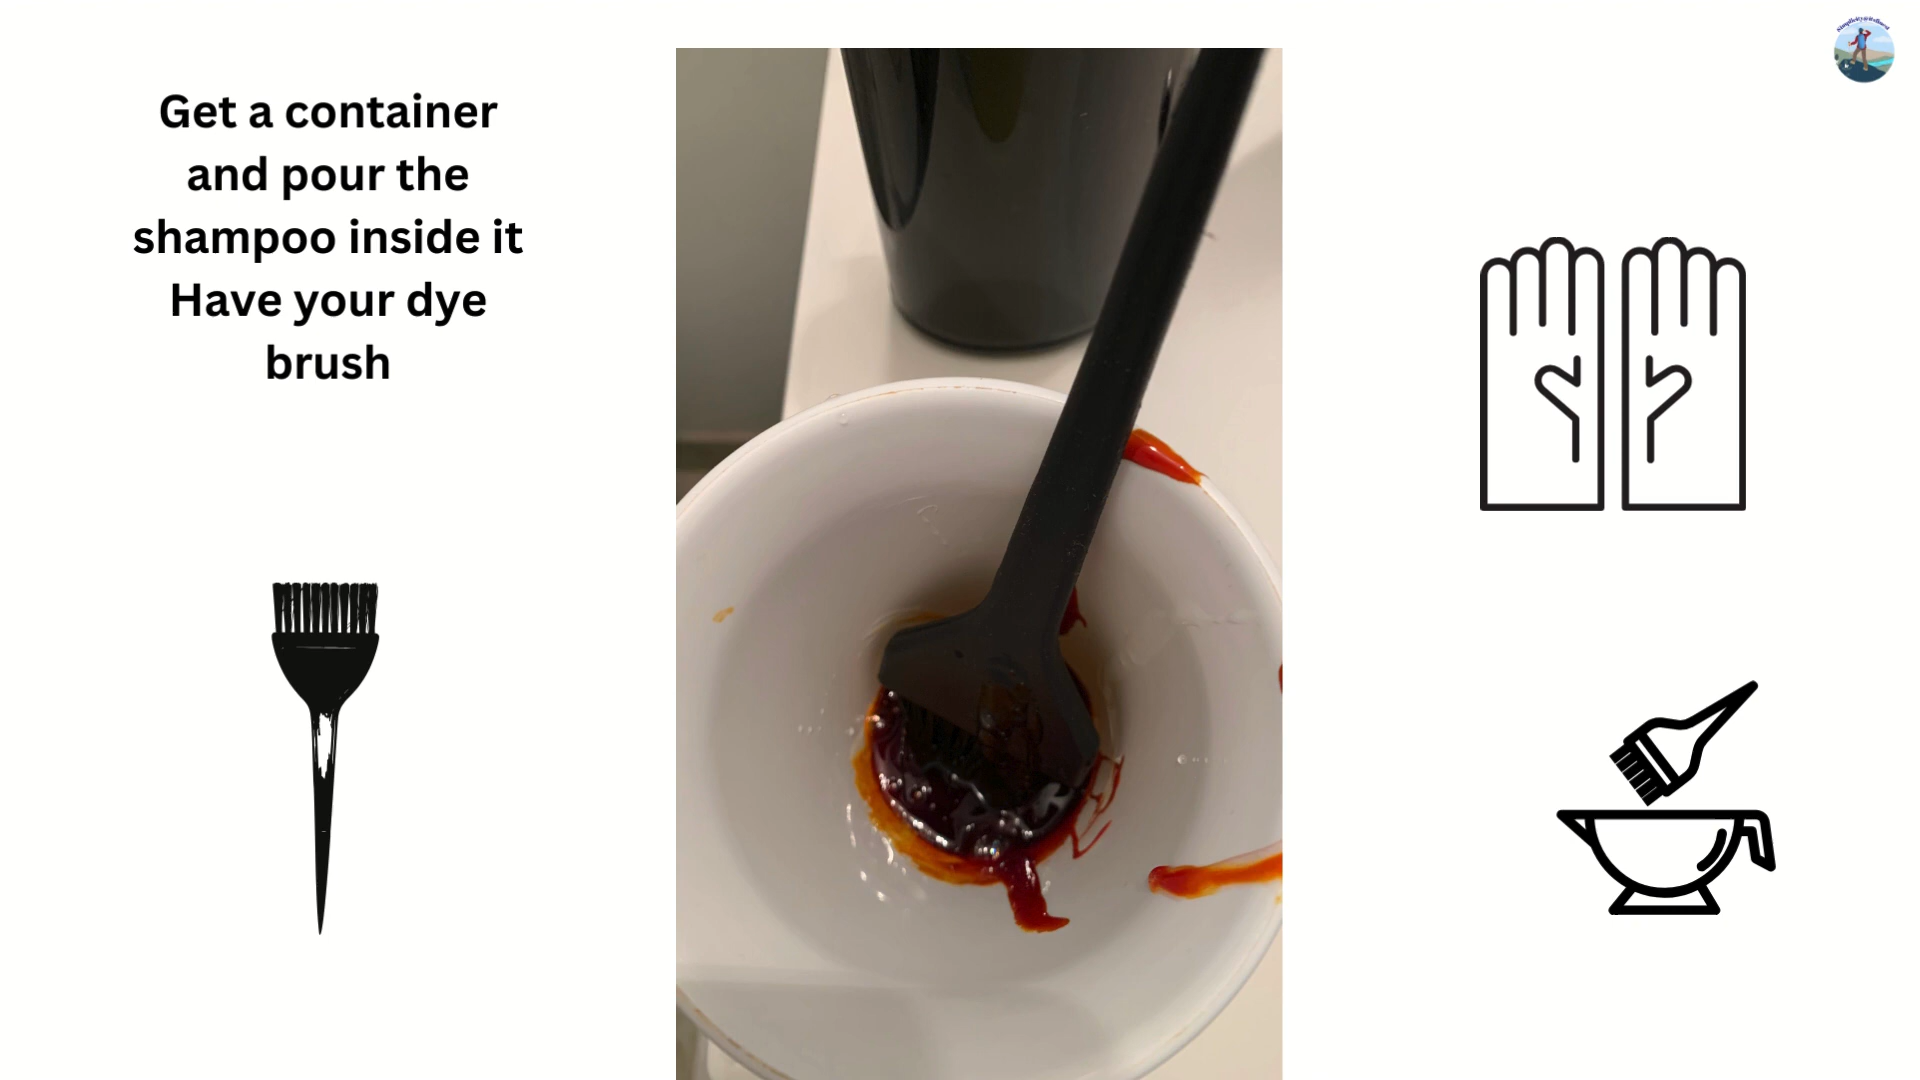 Get a container
and pour the
shampoo inside it
Have your dye
brush